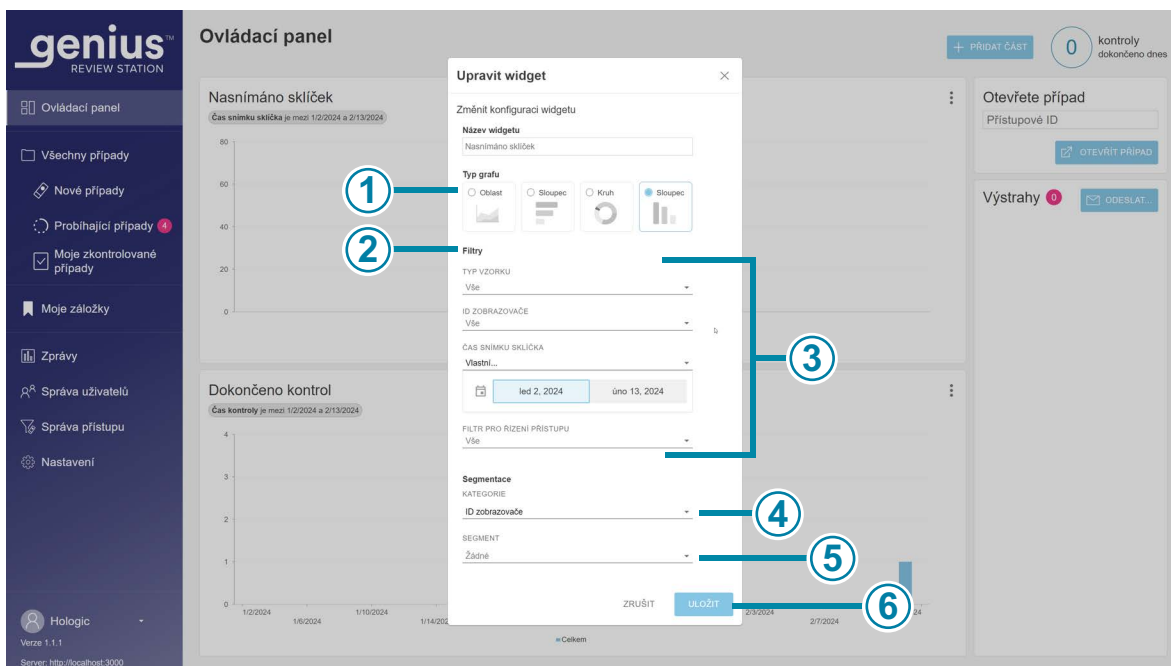 genius™
REVIEW STATION
Ovládací panel
Všechny případy
Nové případy
Probíhající případy 4
Moje zkontrolované
případy
Moje záložky
Zprávy
Správa uživatelů
Správa přístupu
Nastavení
Hologic
Verze 1.1.1
Server: http://localhost:3000
Ovládací panel
+ PŘIDAT ČÁST
0
kontroly
dokončeno dnes
Nasnímáno sklíček
Čas snímku sklíčka je mezi 1/2/2024 a 2/13/2024
80
60
40
20
0
Dokončeno kontrol
Čas kontroly je mezi 1/2/2024 a 2/13/2024
4
3
2
1
0
1/2/2024
1/6/2024
1/10/2024
1/14/202
2/3/2024
2/7/2024
24
Celkem
Upravit widget
Změnit konfiguraci widgetu
Název widgetu
Nasnímáno sklíček
Typ grafu
Oblast
Sloupec
Kruh
Sloupec
Filtry
TYP VZORKU
Vše
ID ZOBRAZOVAČE
Vše
ČAS SNÍMKU SKLÍČKA
Vlastní...
led 2, 2024
úno 13, 2024
FILTR PRO ŘÍZENÍ PŘÍSTUPU
Vše
Segmentace
KATEGORIE
ID zobrazovače
SEGMENT
Žádné
ZRUŠIT
ULOŽIT
1
2
3
4
5
6
Otevřete případ
Přístupové ID
OTEVŘÍT PŘÍPAD
Výstrahy 0
ODESLAT...